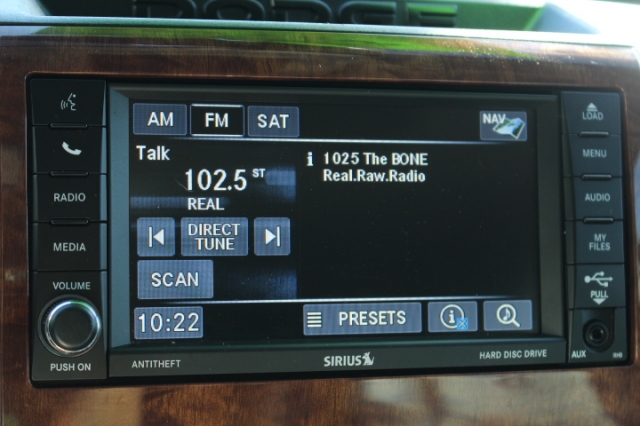 DODGE
AM FM SAT NAV
LOAD
Talk
i 1025 The BONE
Real.Raw.Radio
102.5 ST
REAL
RADIO
MEDIA
MENU
AUDIO
MY
FILES
DIRECT
TUNE
SCAN
PULL
VOLUME
10:22 PRESETS i
PUSH ON
ANTITHEFT
SIRIUS
HARD DISC DRIVE
AUX RHB